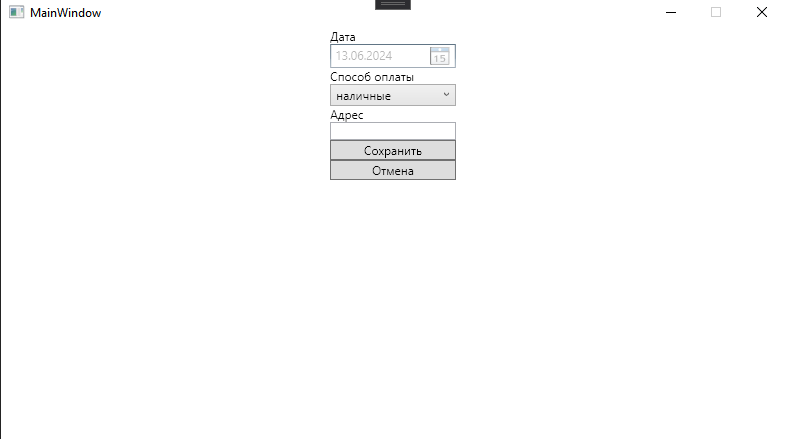 MainWindow
Дата
13.06.2024
15
Способ оплаты
наличные
Адрес
Сохранить
Отмена